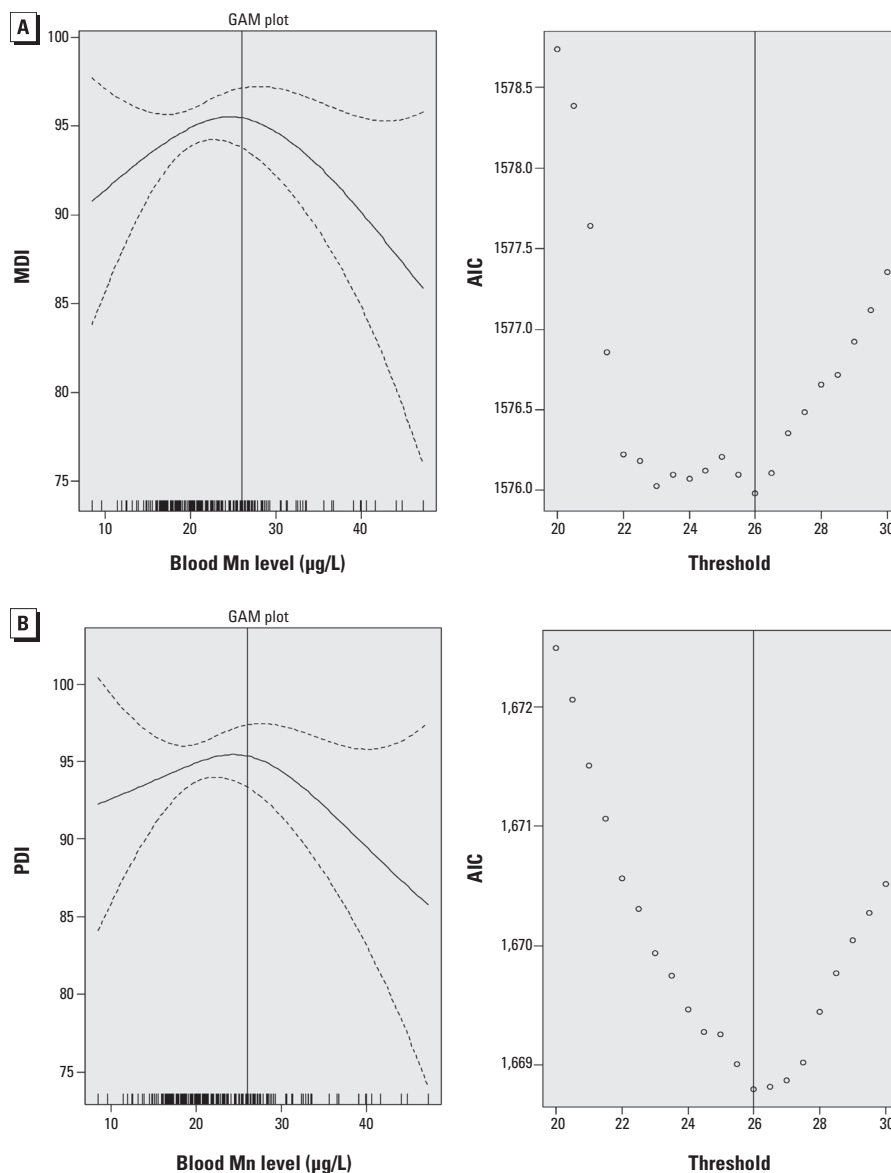 A
GAM plot
100
95
90
85
80
75
MDI
10 20 30 40
Blood Mn level (µg/L)
1578.5
1578.0
1577.5
1577.0
1576.5
1576.0
AIC
20 22 24 26 28 30
Threshold
B
GAM plot
100
95
90
85
80
75
PDI
10 20 30 40
Blood Mn level (µg/L)
1,672
1,671
1,670
1,669
AIC
20 22 24 26 28 30
Threshold